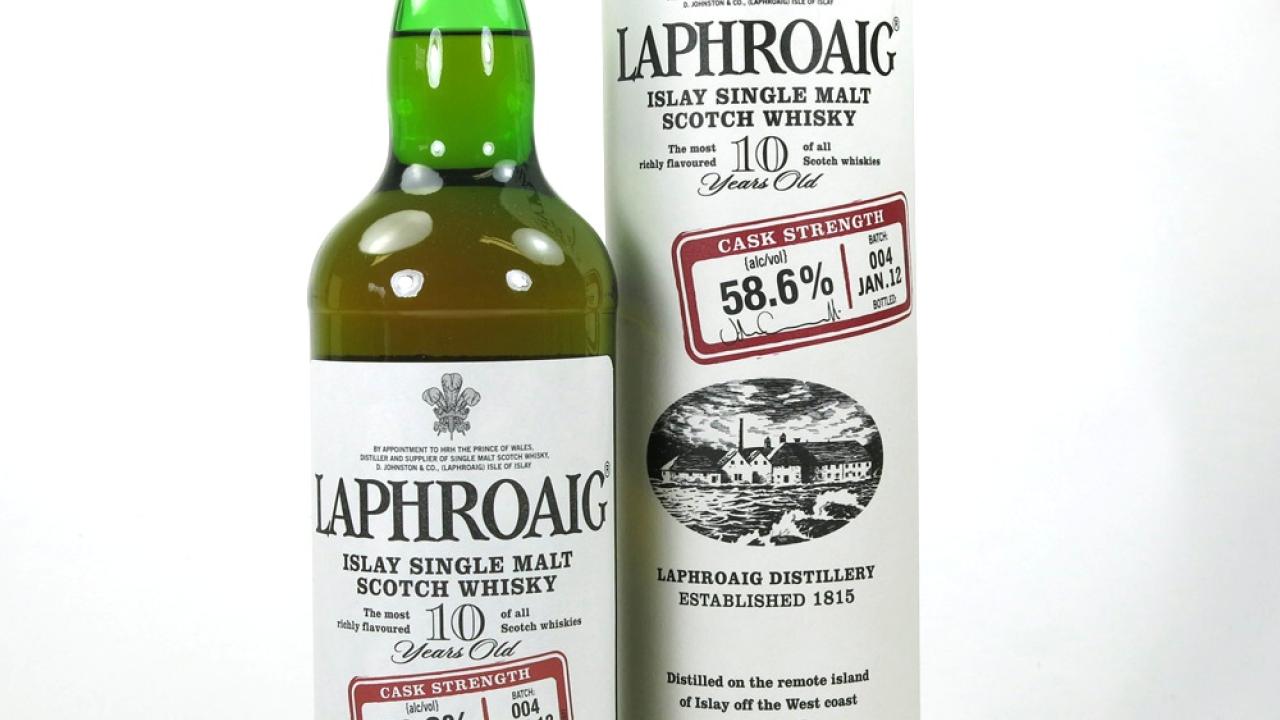 BY APPOINTMENT TO HRH THE PRINCE OF WALES,
DISTILLER AND SUPPLIER OF SINGLE MALT SCOTCH WHISKY,
D. JOHNSTON & CO., (LAPHROAIG) ISLE OF ISLAY
LAPHROAIG®
ISLAY SINGLE MALT
SCOTCH WHISKY
The most richly flavoured 10 of all Scotch whiskies
Years Old
CASK STRENGTH
(alc/vol)
BATCH:
004
D. JOHNSTON & CO., (LAPHROAIG) ISLE OF ISLAY
LAPHROAIG®
ISLAY SINGLE MALT
SCOTCH WHISKY
The most richly flavoured 10 of all Scotch whiskies
Years Old
CASK STRENGTH
(alc/vol)
58.6%
BATCH:
004
JAN.12
BOTTLED:
LAPHROAIG DISTILLERY
ESTABLISHED 1815
Distilled on the remote island
of Islay off the West coast